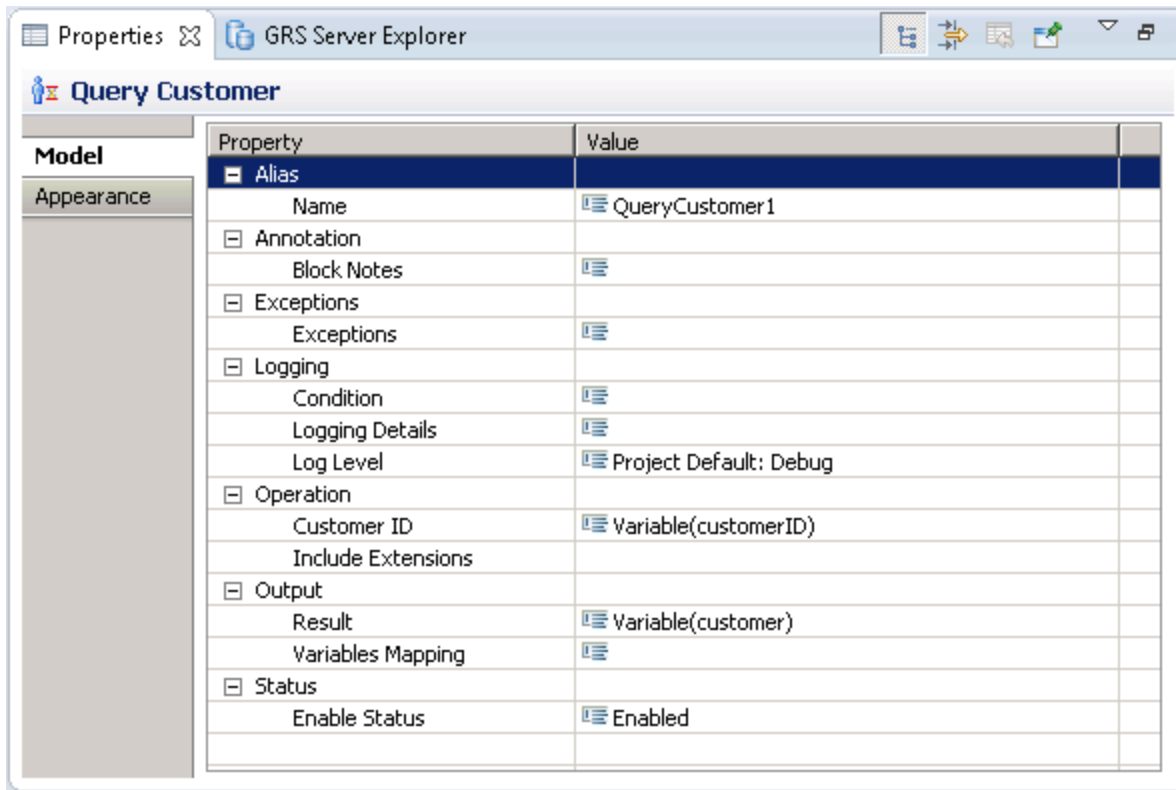 Properties GRS Server Explorer
Query Customer
Model
Appearance
Property Value
Alias
Name QueryCustomer1
Annotation
Block Notes
Exceptions
Exceptions
Logging
Condition
Logging Details
Log Level Project Default: Debug
Operation
Customer ID Variable(customerID)
Include Extensions
Output
Result Variable(customer)
Variables Mapping
Status
Enable Status Enabled